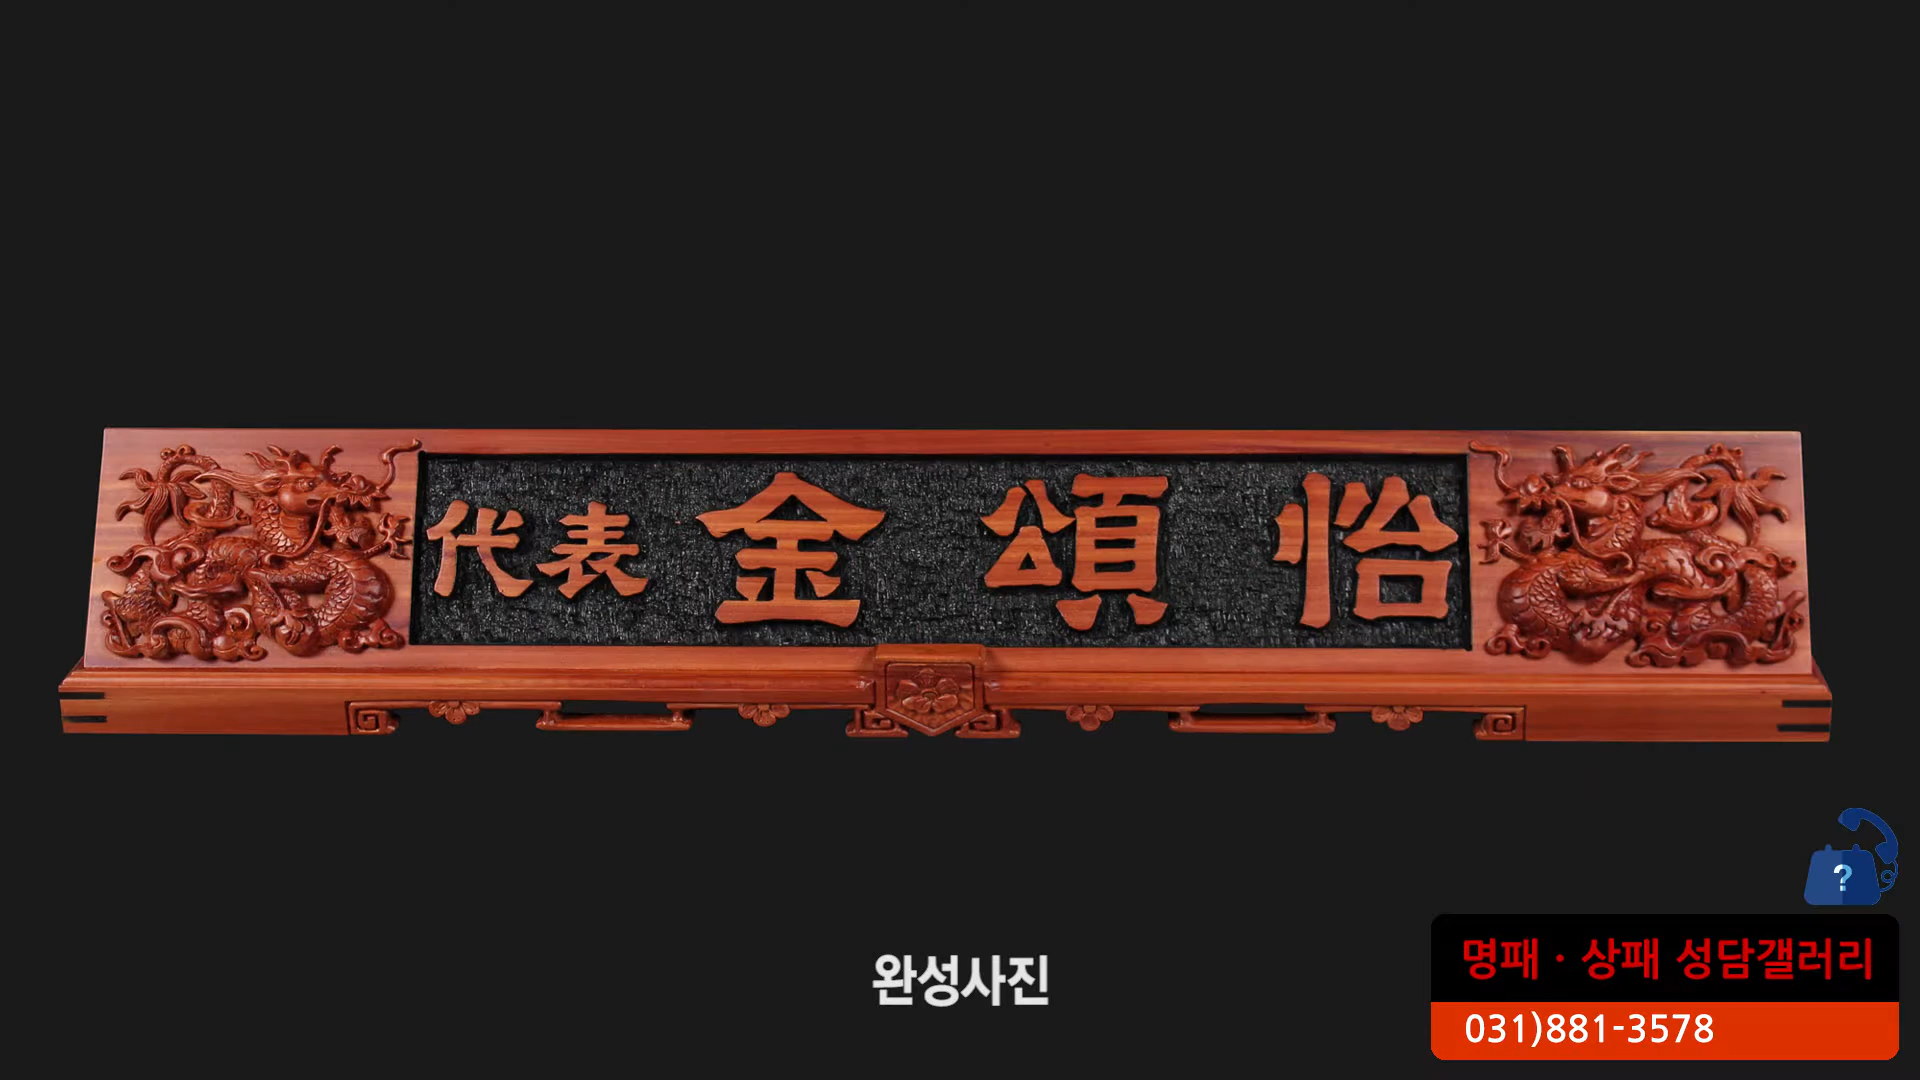 代表 金 頌 怡
?
완성사진
명패 · 상패 성담갤러리
031)881-3578